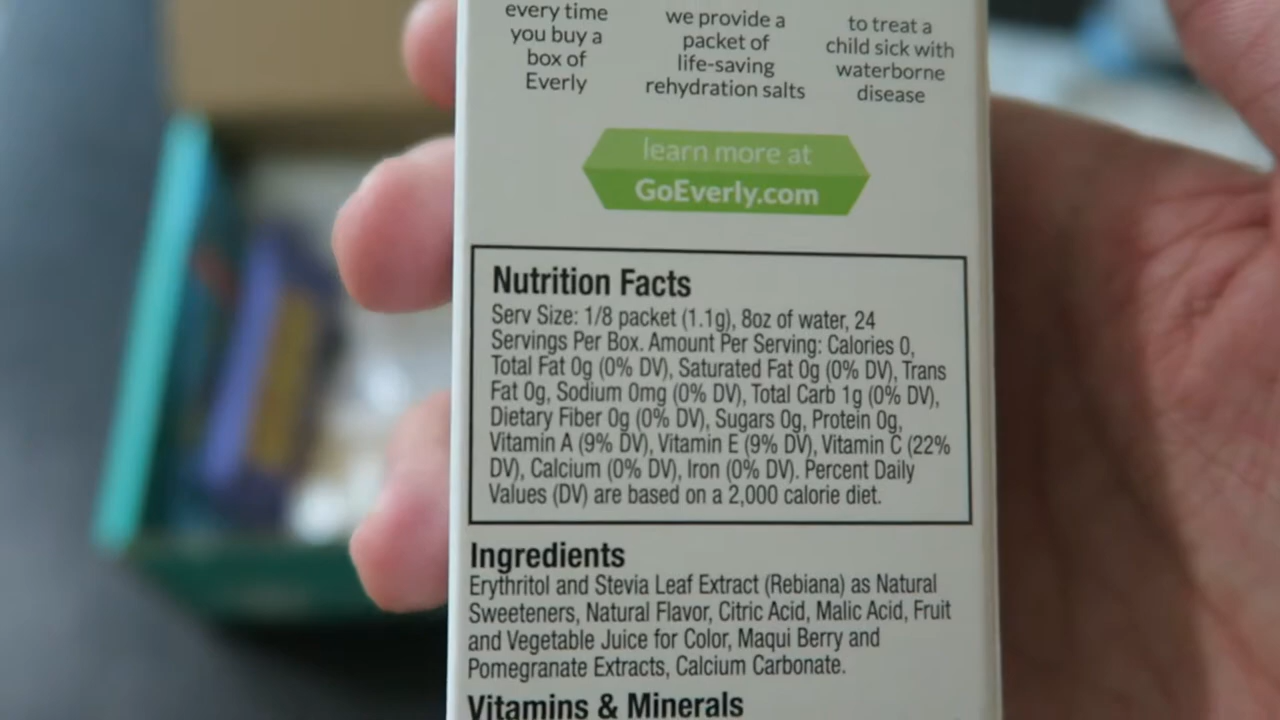 every time
you buy a
box of
Everly
we provide a
packet of
life-saving
rehydration salts
to treat a
child sick with
waterborne
disease
learn more at
GoEverly.com
Nutrition Facts
Serv Size: 1/8 packet (1.1g), 8oz of water, 24
Servings Per Box. Amount Per Serving: Calories 0,
Total Fat 0g (0% DV), Saturated Fat 0g (0% DV), Trans
Fat 0g, Sodium 0mg (0% DV), Total Carb 1g (0% DV),
Dietary Fiber 0g (0% DV), Sugars 0g, Protein 0g,
Vitamin A (9% DV), Vitamin E (9% DV), Vitamin C (22%
DV), Calcium (0% DV), Iron (0% DV). Percent Daily
Values (DV) are based on a 2,000 calorie diet.
Ingredients
Erythritol and Stevia Leaf Extract (Rebiana) as Natural
Sweeteners, Natural Flavor, Citric Acid, Malic Acid, Fruit
and Vegetable Juice for Color, Maqui Berry and
Pomegranate Extracts, Calcium Carbonate.
Vitamins & Minerals